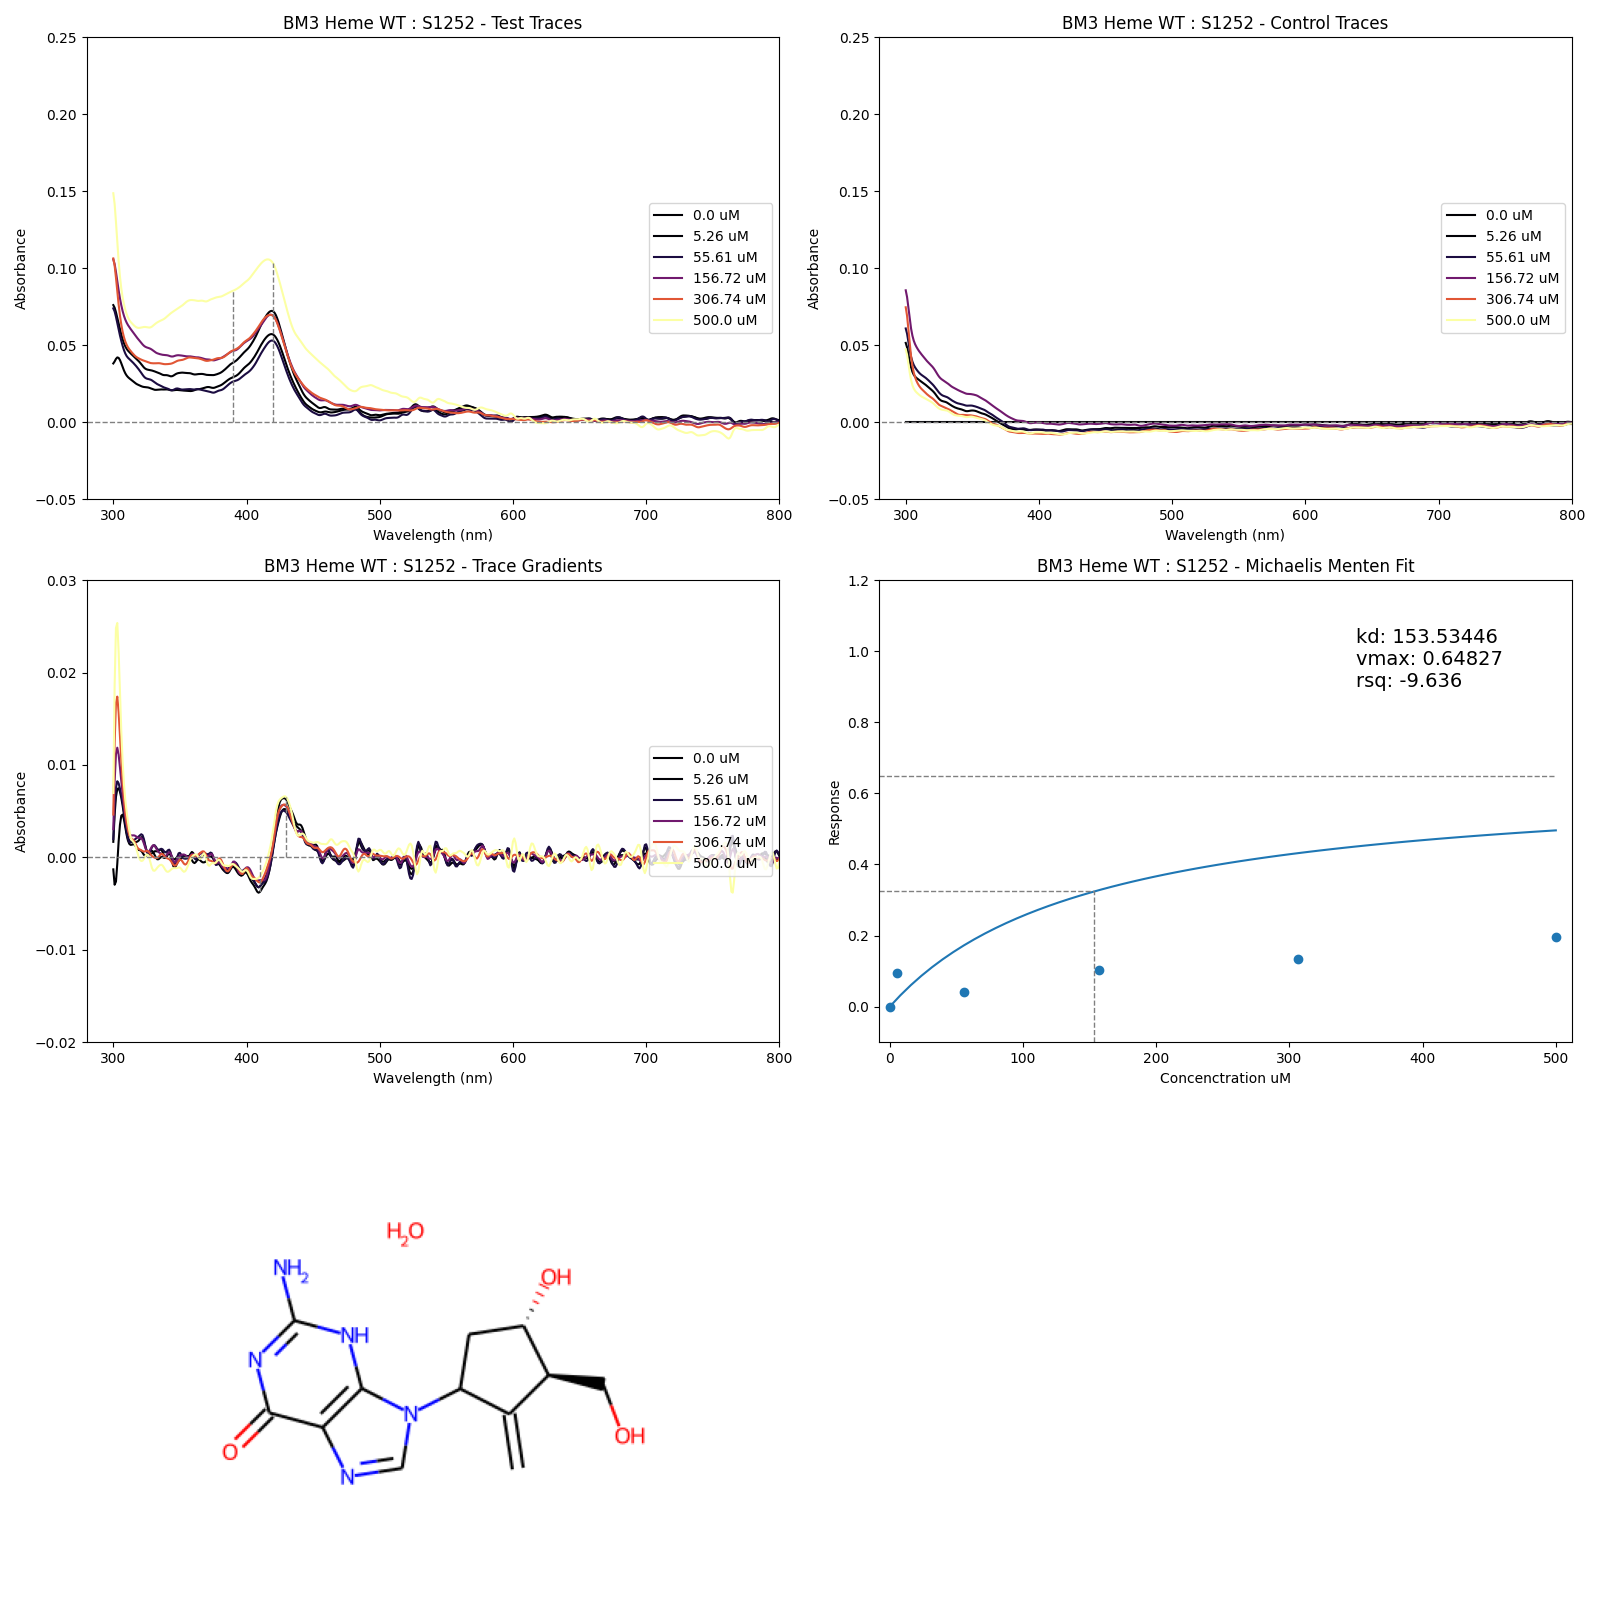 BM3 Heme WT : S1252 - Test Traces
0.25
0.20
0.15
0.10
0.05
0.00
−0.05
Absorbance
300 400 500 600 700 800
Wavelength (nm)
0.0 uM
5.26 uM
55.61 uM
156.72 uM
306.74 uM
500.0 uM
BM3 Heme WT : S1252 - Control Traces
0.25
0.20
0.15
0.10
0.05
0.00
−0.05
Absorbance
300 400 500 600 700 800
Wavelength (nm)
0.0 uM
5.26 uM
55.61 uM
156.72 uM
306.74 uM
500.0 uM
BM3 Heme WT : S1252 - Trace Gradients
0.03
0.02
0.01
0.00
−0.01
−0.02
Absorbance
300 400 500 600 700 800
Wavelength (nm)
0.0 uM
5.26 uM
55.61 uM
156.72 uM
306.74 uM
500.0 uM
BM3 Heme WT : S1252 - Michaelis Menten Fit
1.2
1.0
0.8
0.6
0.4
0.2
0.0
Response
kd: 153.53446
vmax: 0.64827
rsq: -9.636
0 100 200 300 400 500
Concenctration uM
H2O
NH2
OH
NH
N
N
O
OH
N